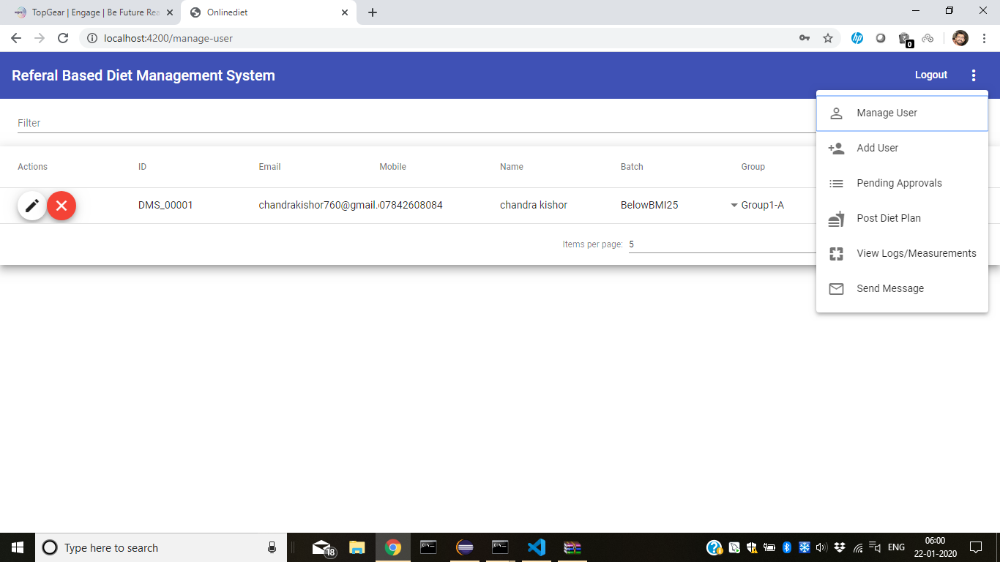 TopGear | Engage | Be Future Rea
Onlinediet
localhost:4200/manage-user
0
Referal Based Diet Management System
Logout
Filter
Manage User
Add User
Pending Approvals
Post Diet Plan
View Logs/Measurements
Send Message
Actions ID Email Mobile Name Batch Group
DMS_00001 chandrakishor760@gmail. 07842608084 chandra kishor BelowBMI25 Group1-A
Items per page: 5
Type here to search
18
ENG
06:00
22-01-2020